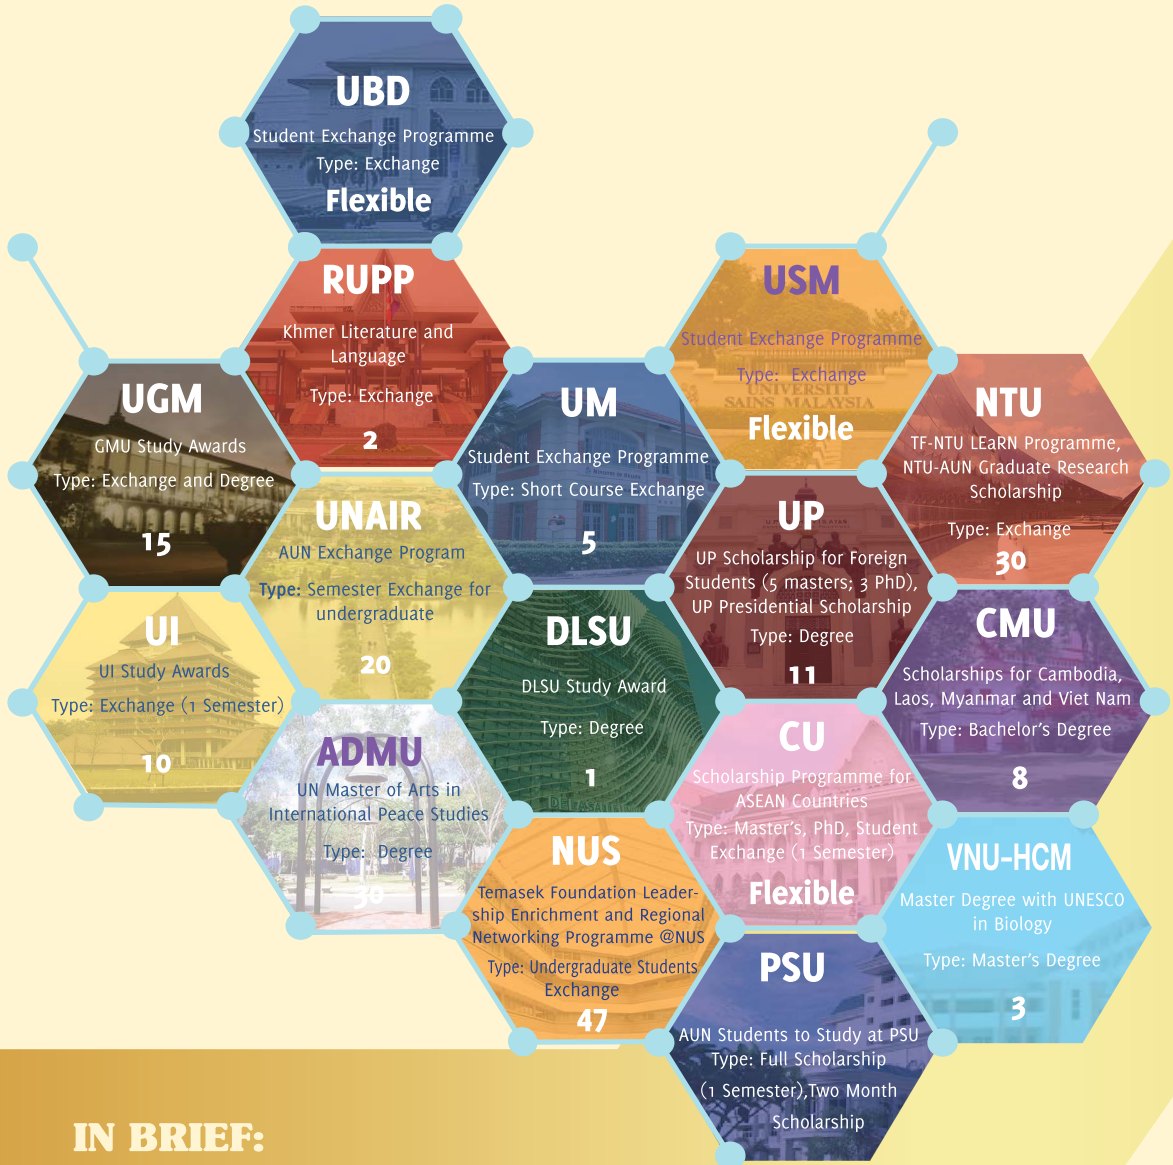 UBD
Student Exchange Programme
Type: Exchange
Flexible
RUPP
Khmer Literature and
Language
Type: Exchange
2
USM
Student Exchange Programme
Type: Exchange
UNIVERSITI
SAINS MALAYSIA
Flexible
UGM
GMU Study Awards
Type: Exchange and Degree
15
UM
Student Exchange Programme
Type: Short Course Exchange
5
NTU
TF-NTU LEaRN Programme,
NTU-AUN Graduate Research
Scholarship
Type: Exchange
30
UNAIR
AUN Exchange Program
Type: Semester Exchange for
undergraduate
20
UP
UP Scholarship for Foreign
Students (5 masters; 3 PhD),
UP Presidential Scholarship
Type: Degree
11
UI
UI Study Awards
Type: Exchange (1 Semester)
10
DLSU
DLSU Study Award
Type: Degree
1
CMU
Scholarships for Cambodia,
Laos, Myanmar and Viet Nam
Type: Bachelor's Degree
8
ADMU
UN Master of Arts in
International Peace Studies
Type: Degree
30
CU
Scholarship Programme for
ASEAN Countries
Type: Master's, PhD, Student
Exchange (1 Semester)
Flexible
NUS
Temasek Foundation Leader-
ship Enrichment and Regional
Networking Programme @NUS
Type: Undergraduate Students
Exchange
47
VNU-HCM
Master Degree with UNESCO
in Biology
Type: Master's Degree
3
PSU
AUN Students to Study at PSU
Type: Full Scholarship
(1 Semester),Two Month
Scholarship
IN BRIEF: